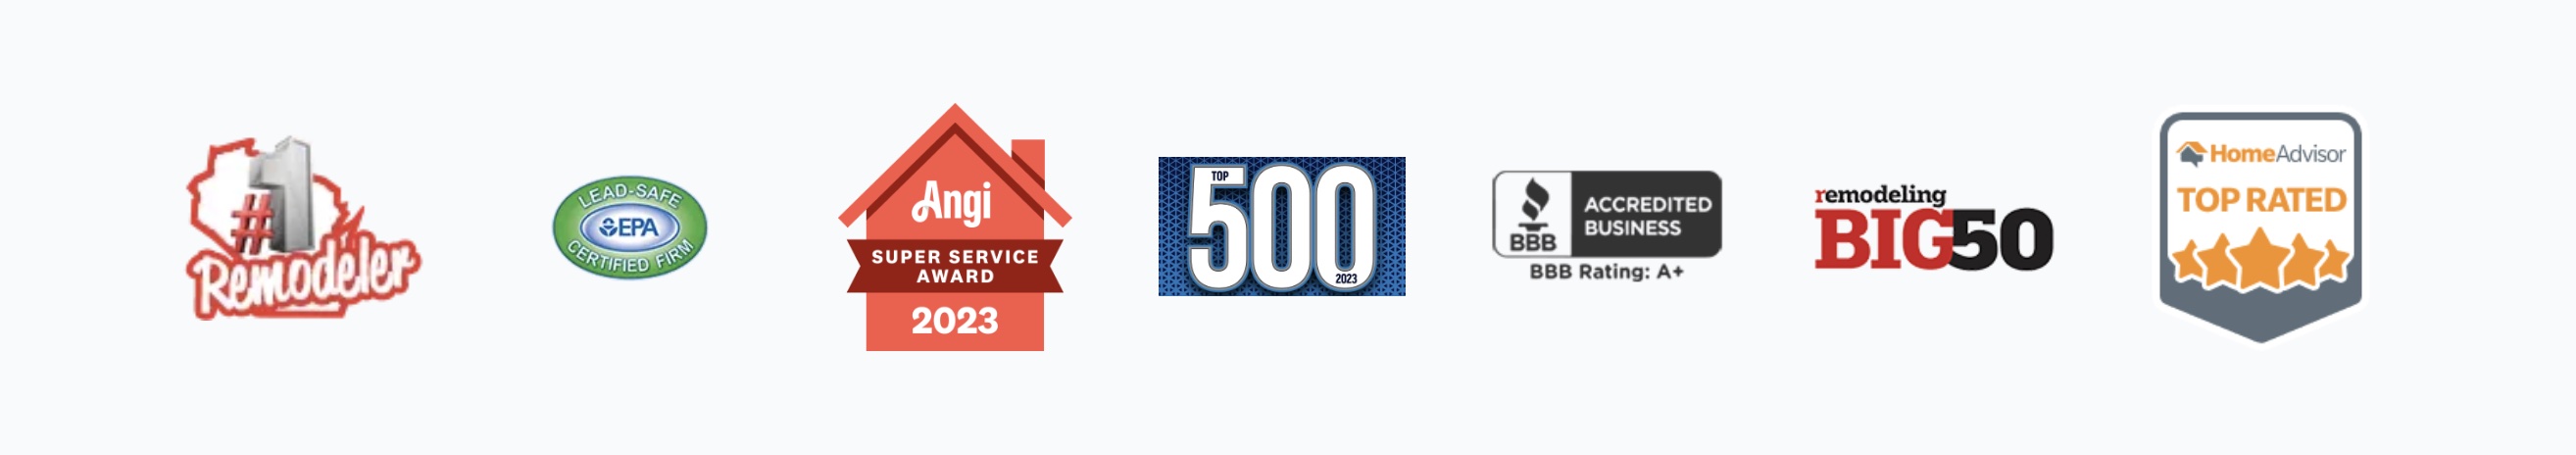 #1
Remodeler
LEAD-SAFE
EPA
CERTIFIED FIRM
Angi
SUPER SERVICE
AWARD
2023
TOP
500
2023
BBB
ACCREDITED
BUSINESS
BBB Rating: A+
remodeling
BIG50
HomeAdvisor
TOP RATED